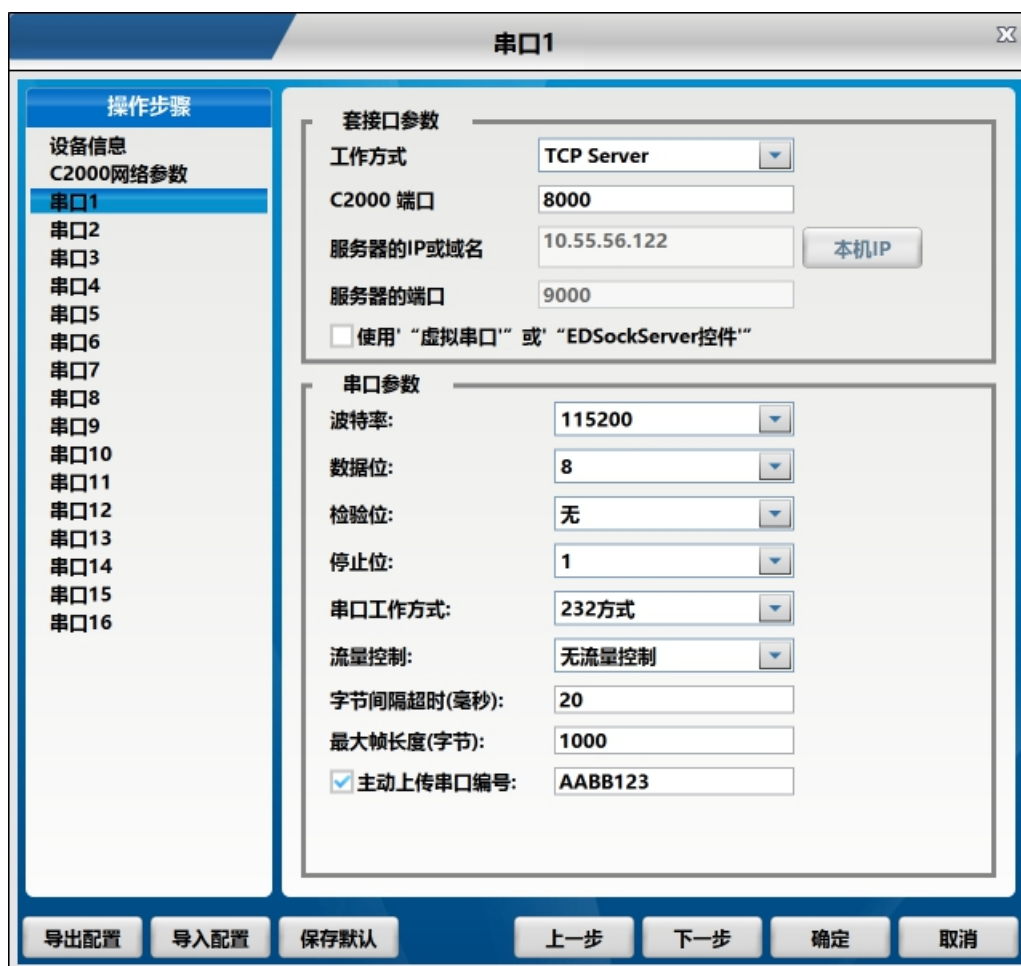 串口1
操作步骤
设备信息
C2000网络参数
串口1
串口2
串口3
串口4
串口5
串口6
串口7
串口8
串口9
串口10
串口11
串口12
串口13
串口14
串口15
串口16
套接口参数
工作方式 TCP Server
C2000 端口 8000
服务器的IP或域名 10.55.56.122 本机IP
服务器的端口 9000
使用' “虚拟串口'” 或' “EDSockServer控件'”
串口参数
波特率: 115200
数据位: 8
检验位: 无
停止位: 1
串口工作方式: 232方式
流量控制: 无流量控制
字节间隔超时(毫秒): 20
最大帧长度(字节): 1000
主动上传串口编号: AABB123
导出配置 导入配置 保存默认 上一步 下一步 确定 取消